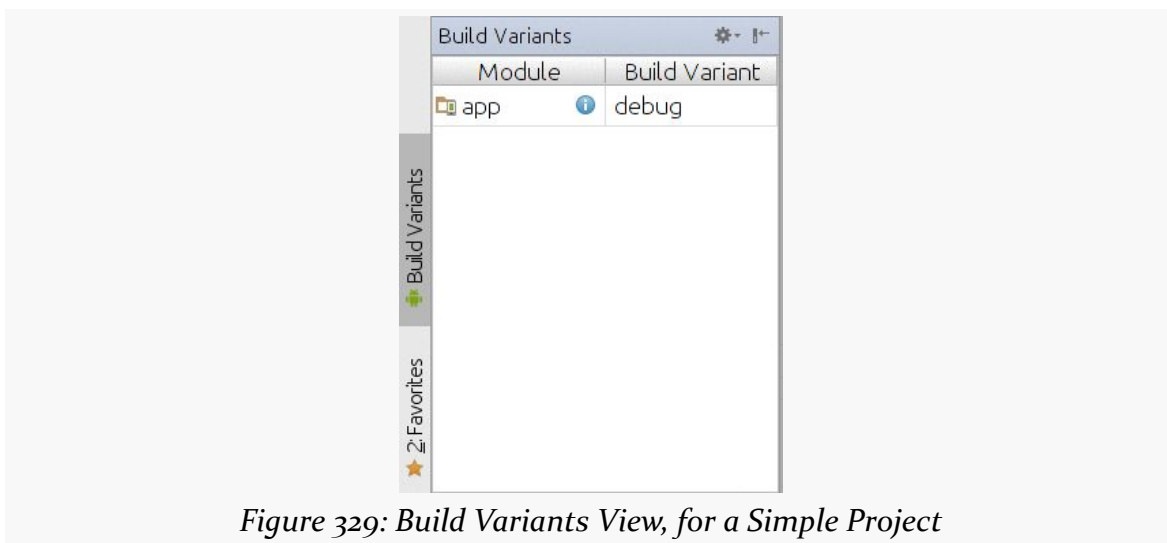 Build Variants
Module Build Variant
app debug
Build Variants
2: Favorites
Figure 329: Build Variants View, for a Simple Project